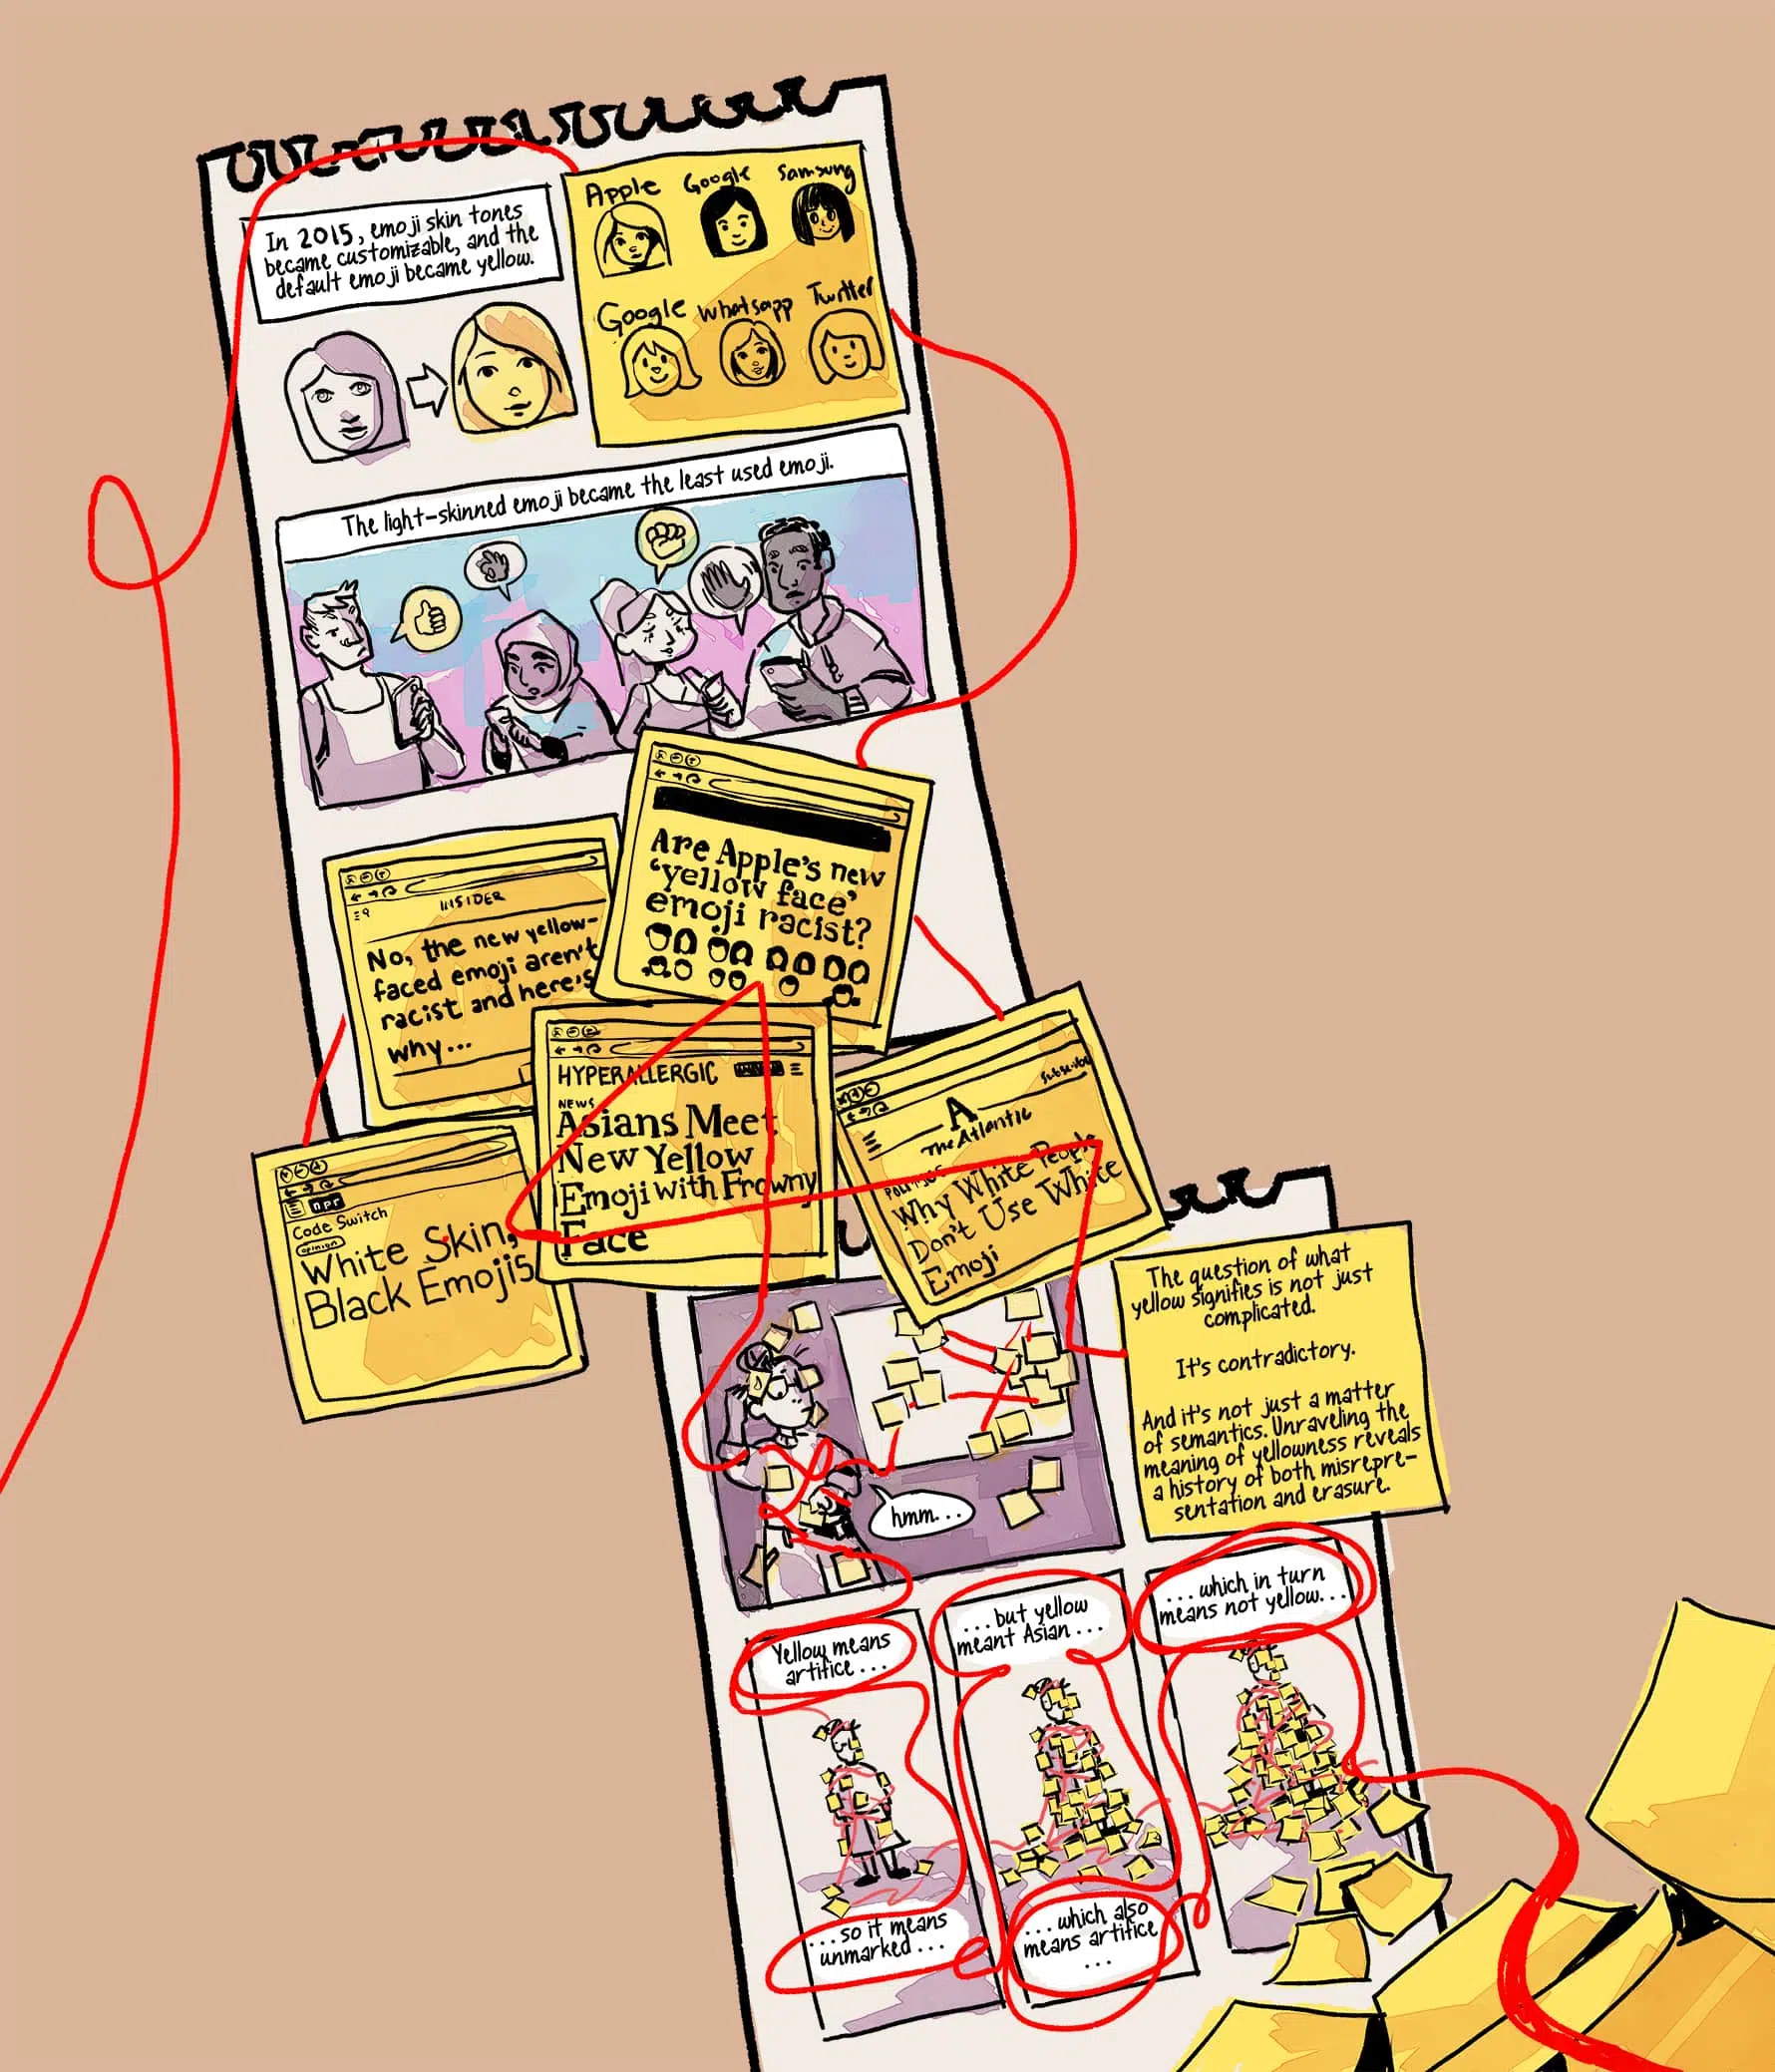 In 2015, emoji skin tones
became customizable, and the
default emoji became yellow.
Apple Google Samsung
Google Whatsapp Twitter
The light-skinned emoji became the least used emoji.
Are Apple's new
'yellow face'
emoji racist?
INSIDER
No, the new yellow-
faced emoji aren't
racist and here's
why...
HYPERALLERGIC
NEWS
Asians Meet
New Yellow
Emoji with Frowny
Face
Subscribe
A
The Atlantic
POLITICS
Why White People
Don't Use White
Emoji
npr
Code Switch
opinion
White Skin,
Black Emojis
The question of what
yellow signifies is not just
complicated.
It's contradictory.
And it's not just a matter
of semantics. Unraveling the
meaning of yellowness reveals
a history of both misrepre-
sentation and erasure.
hmm...
Yellow means
artifice...
...so it means
unmarked...
...but yellow
meant Asian...
...which also
means artifice
...
...which in turn
means not yellow...